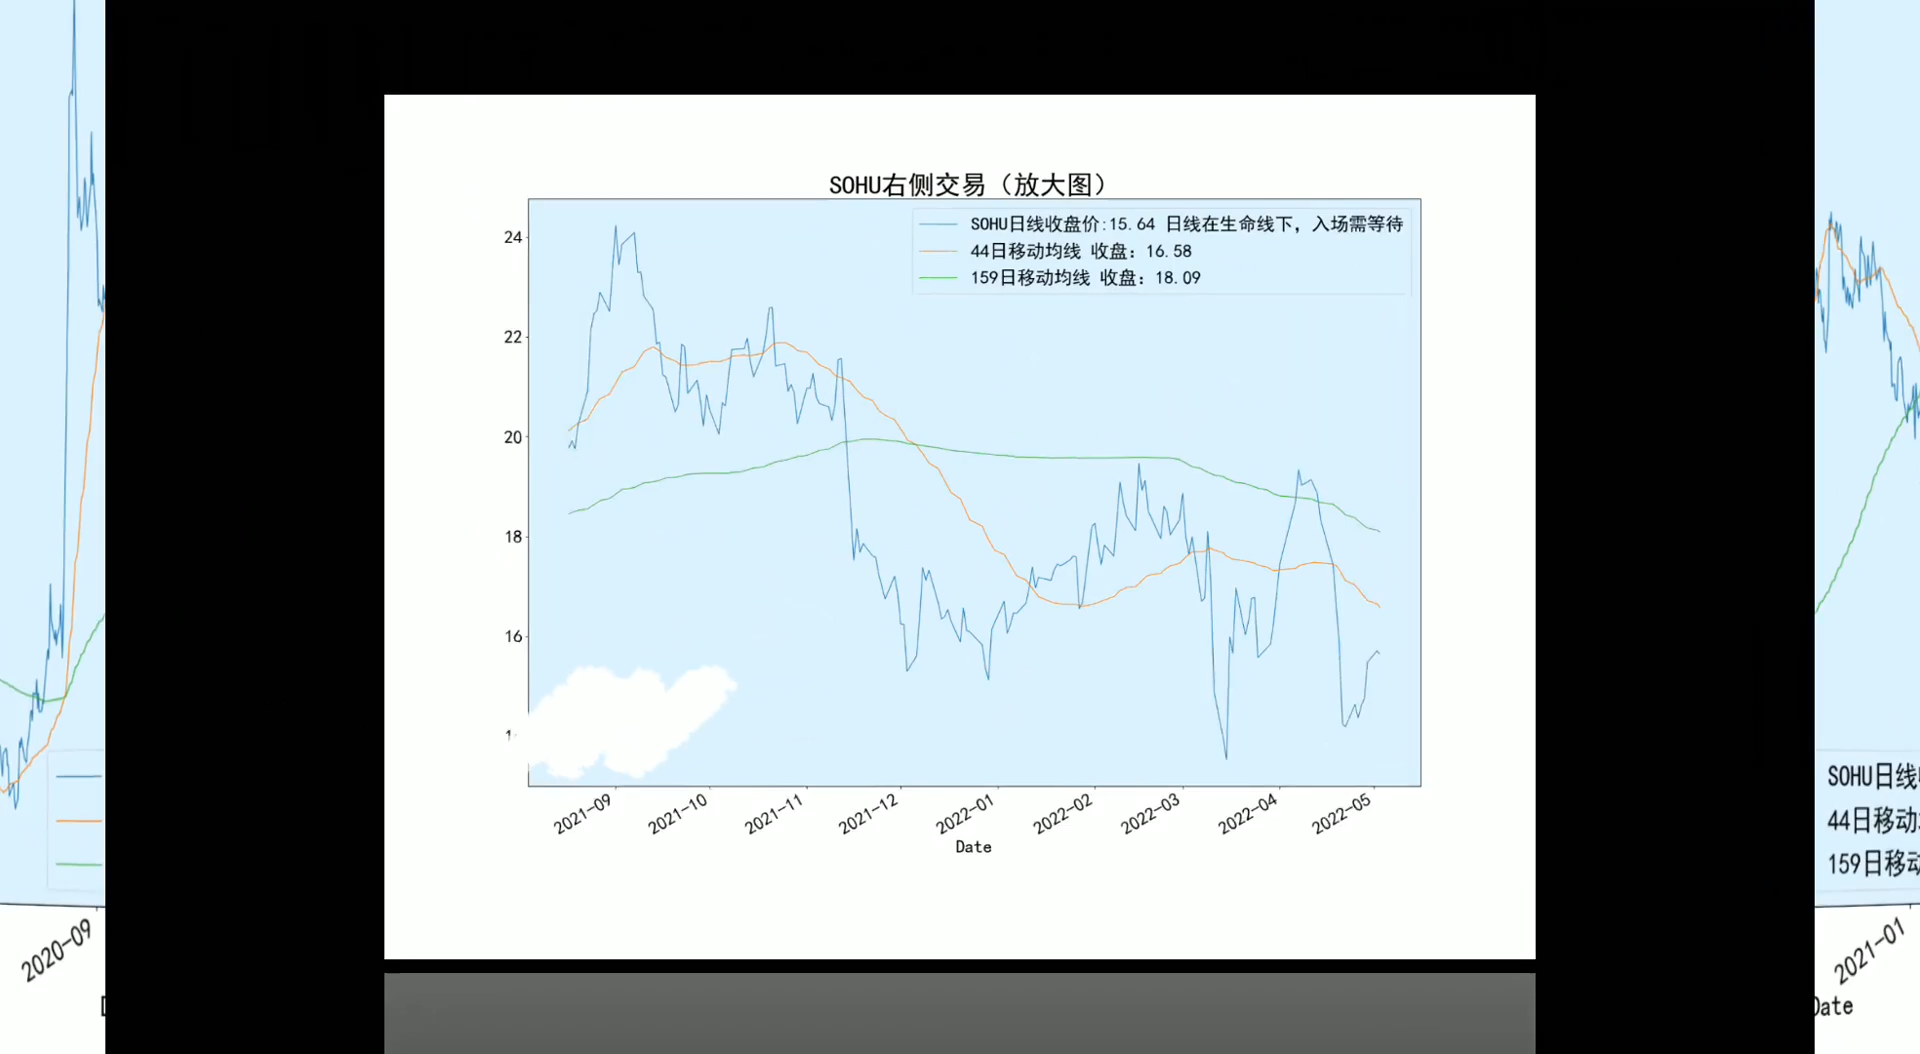 SOHU右侧交易（放大图）
SOHU日线收盘价:15.64 日线在生命线下，入场需等待
44日移动均线 收盘：16.58
159日移动均线 收盘：18.09
24
22
20
18
16
2021-09
2021-10
2021-11
2021-12
2022-01
2022-02
2022-03
2022-04
2022-05
Date
2020-09
SOHU日线
44日移动
159日移
2021-01
Date